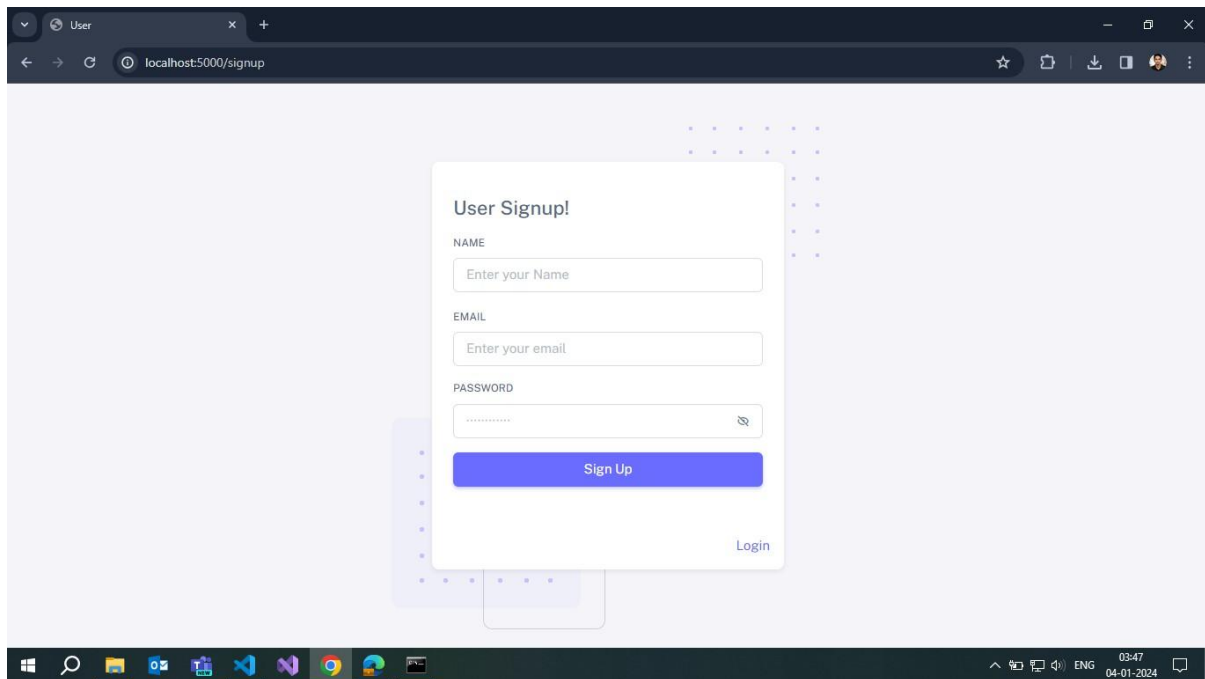 User
localhost:5000/signup
User Signup!
NAME
Enter your Name
EMAIL
Enter your email
PASSWORD
............
Sign Up
Login
ENG
03:47
04-01-2024